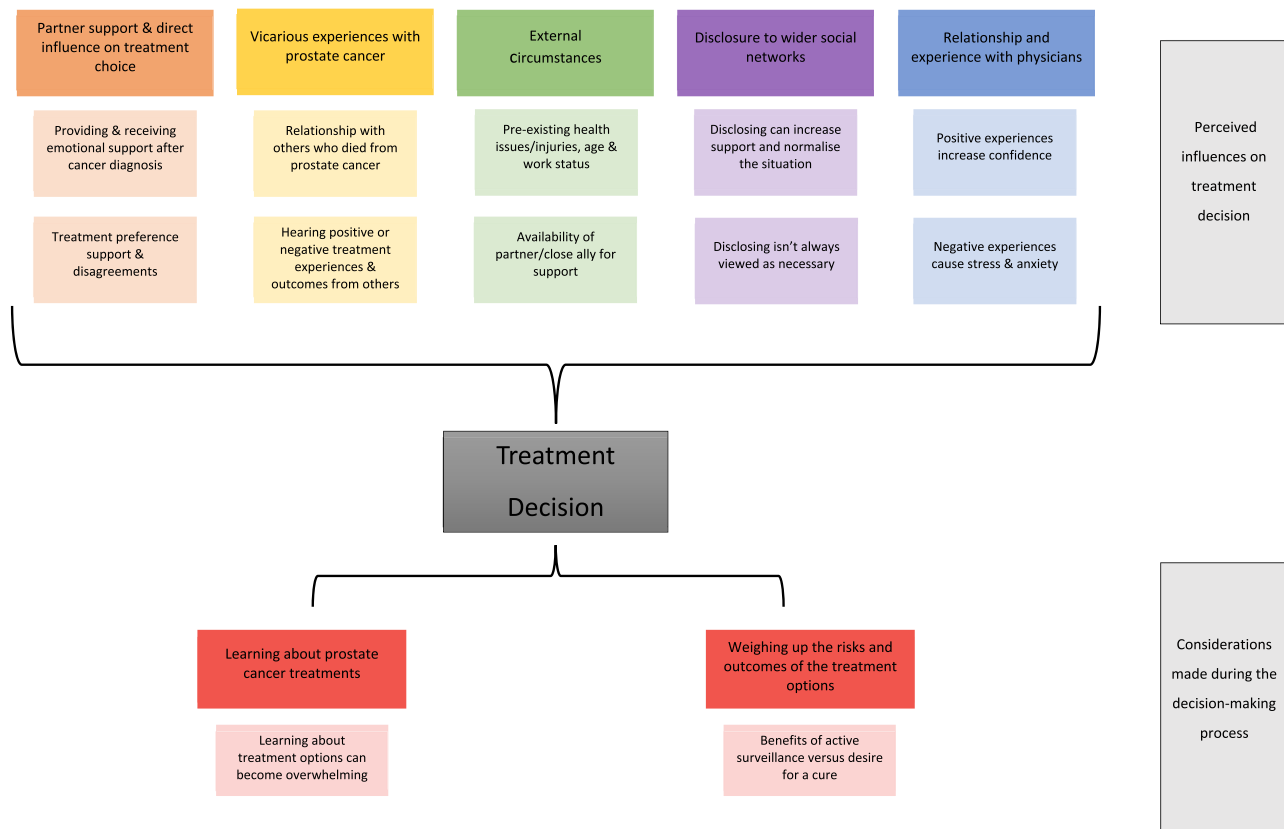 Partner support & direct
influence on treatment
choice
Vicarious experiences with
prostate cancer
External
Circumstances
Disclosure to wider social
networks
Relationship and
experience with physicians
Providing & receiving
emotional support after
cancer diagnosis
Relationship with
others who died from
prostate cancer
Pre-existing health
issues/injuries, age &
work status
Disclosing can increase
support and normalise
the situation
Positive experiences
increase confidence
Treatment preference
support &
disagreements
Hearing positive or
negative treatment
experiences &
outcomes from others
Availability of
partner/close ally for
support
Disclosing isn’t always
viewed as necessary
Negative experiences
cause stress & anxiety
Perceived
influences on
treatment
decision
Treatment
Decision
Learning about prostate
cancer treatments
Weighing up the risks and
outcomes of the treatment
options
Learning about
treatment options can
become overwhelming
Benefits of active
surveillance versus desire
for a cure
Considerations
made during the
decision-making
process